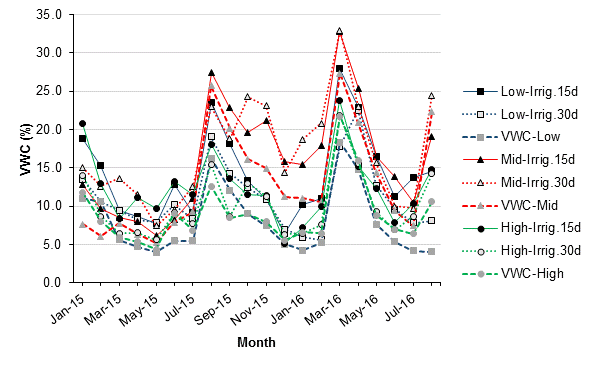 35.0
30.0
25.0
20.0
15.0
10.0
5.0
0.0
VWC (%)
Jan-15
Mar-15
May-15
Jul-15
Sep-15
Nov-15
Jan-16
Mar-16
May-16
Jul-16
Month
Low-Irrig.15d
Low-Irrig.30d
VWC-Low
Mid-Irrig.15d
Mid-Irrig.30d
VWC-Mid
High-Irrig.15d
High-Irrig.30d
VWC-High